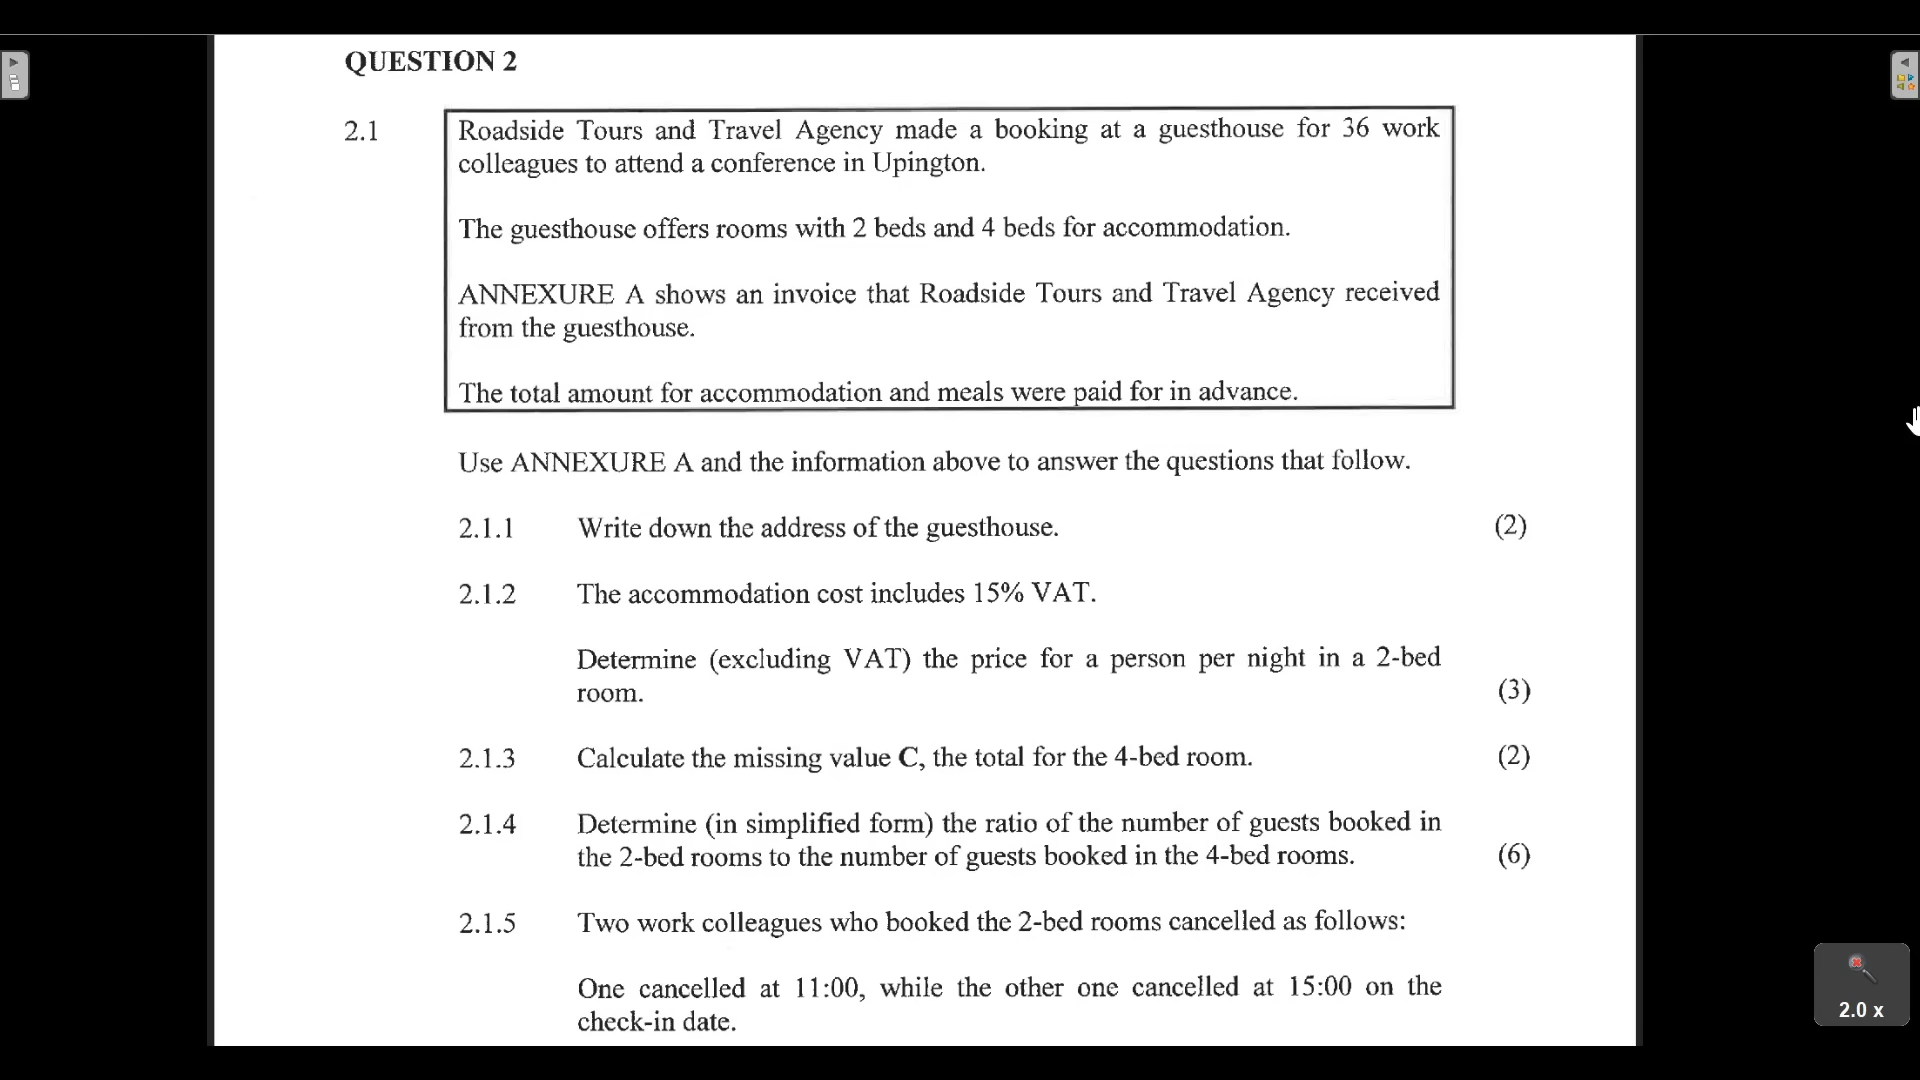 QUESTION 2
2.1
Roadside Tours and Travel Agency made a booking at a guesthouse for 36 work
colleagues to attend a conference in Upington.
The guesthouse offers rooms with 2 beds and 4 beds for accommodation.
ANNEXURE A shows an invoice that Roadside Tours and Travel Agency received
from the guesthouse.
The total amount for accommodation and meals were paid for in advance.
Use ANNEXURE A and the information above to answer the questions that follow.
2.1.1 Write down the address of the guesthouse. (2)
2.1.2 The accommodation cost includes 15% VAT.
Determine (excluding VAT) the price for a person per night in a 2-bed
room. (3)
2.1.3 Calculate the missing value C, the total for the 4-bed room. (2)
2.1.4 Determine (in simplified form) the ratio of the number of guests booked in
the 2-bed rooms to the number of guests booked in the 4-bed rooms. (6)
2.1.5 Two work colleagues who booked the 2-bed rooms cancelled as follows:
One cancelled at 11:00, while the other one cancelled at 15:00 on the
check-in date.
2.0 x